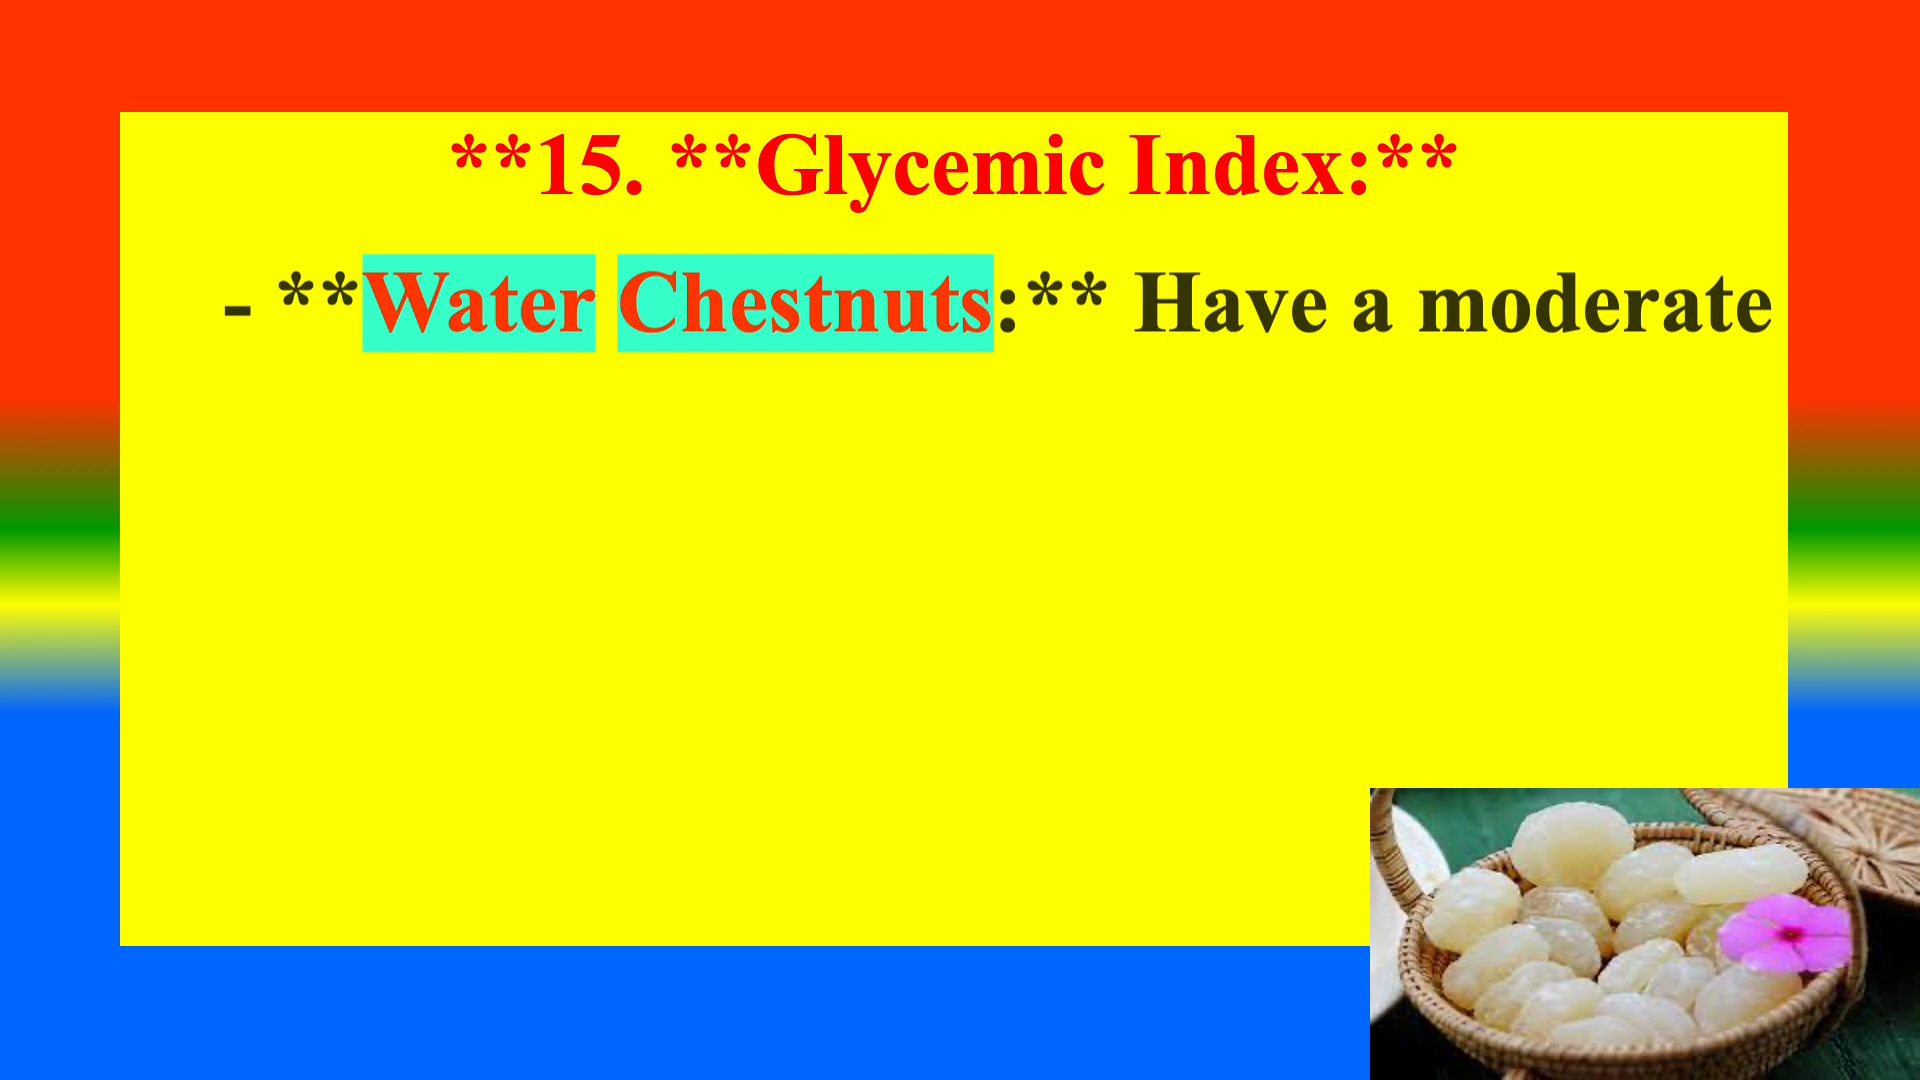 **15. **Glycemic Index:**
- **Water Chestnuts:** Have a moderate